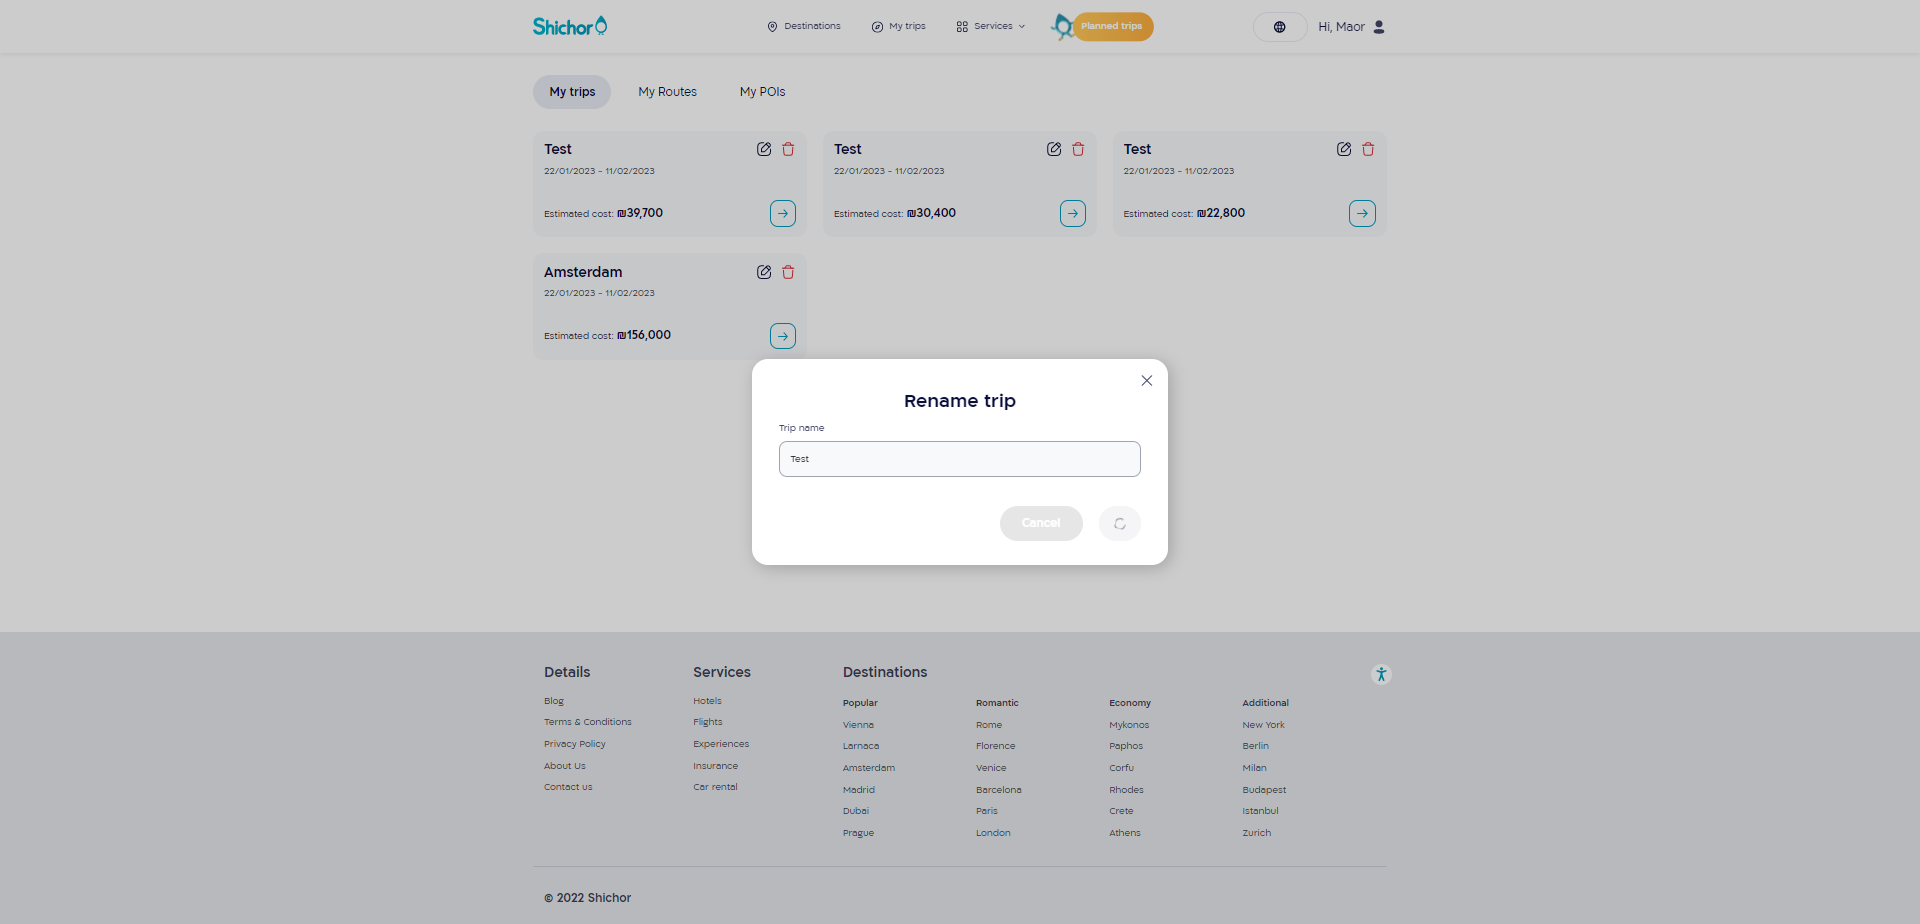 Shichor
Destinations
My trips
Services
Planned trips
Hi, Maor
My trips
My Routes
My POIs
Test
22/01/2023 - 11/02/2023
Estimated cost: ₪39,700
Test
22/01/2023 - 11/02/2023
Estimated cost: ₪30,400
Test
22/01/2023 - 11/02/2023
Estimated cost: ₪22,800
Amsterdam
22/01/2023 - 11/02/2023
Estimated cost: ₪156,000
Rename trip
Trip name
Test
Cancel
Details
Blog
Terms & Conditions
Privacy Policy
About Us
Contact us
Services
Hotels
Flights
Experiences
Insurance
Car rental
Destinations
Popular
Vienna
Larnaca
Amsterdam
Madrid
Dubai
Prague
Romantic
Rome
Florence
Venice
Barcelona
Paris
London
Economy
Mykonos
Paphos
Corfu
Rhodes
Crete
Athens
Additional
New York
Berlin
Milan
Budapest
Istanbul
Zurich
© 2022 Shichor